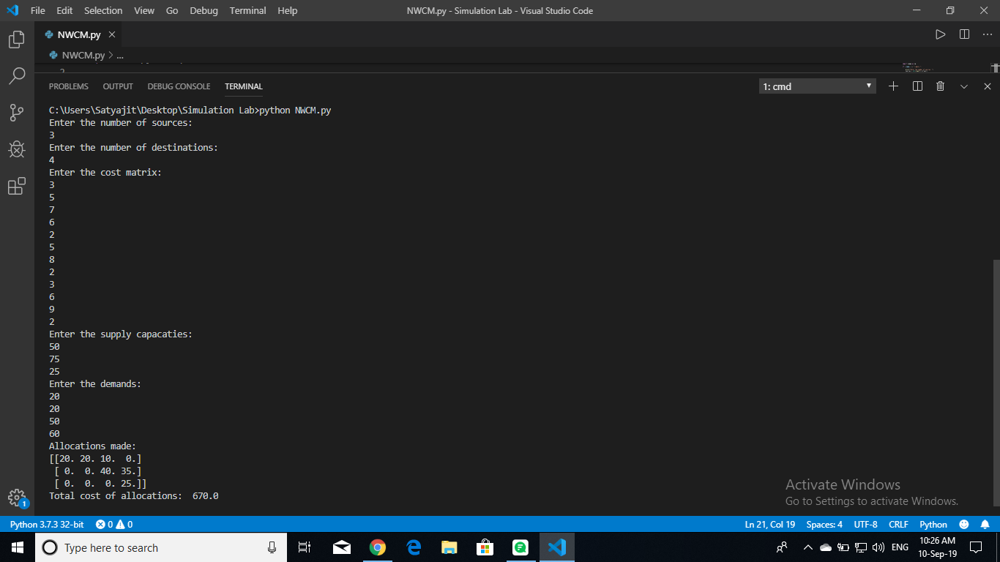 File Edit Selection View Go Debug Terminal Help NWCM.py - Simulation Lab - Visual Studio Code
NWCM.py
NWCM.py > ...
PROBLEMS OUTPUT DEBUG CONSOLE TERMINAL 1: cmd
C:\Users\Satyajit\Desktop\Simulation Lab>python NWCM.py
Enter the number of sources:
3
Enter the number of destinations:
4
Enter the cost matrix:
3
5
7
6
2
5
8
2
3
6
9
2
Enter the supply capacaties:
50
75
25
Enter the demands:
20
20
50
60
Allocations made:
[[20. 20. 10.  0.]
 [ 0.  0. 40. 35.]
 [ 0.  0.  0. 25.]]
Total cost of allocations:  670.0
Activate Windows
Go to Settings to activate Windows.
1
Python 3.7.3 32-bit 0 0 Ln 21, Col 19 Spaces: 4 UTF-8 CRLF Python
Type here to search ENG 10:26 AM
10-Sep-19